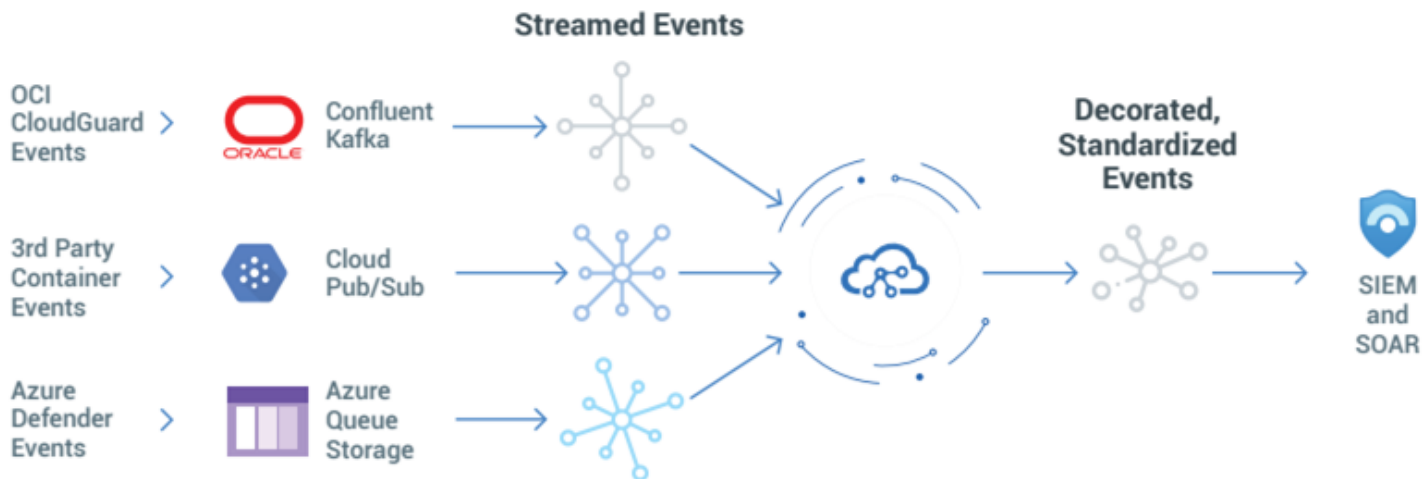 Streamed Events
OCI
CloudGuard
Events
ORACLE
Confluent
Kafka
Decorated,
Standardized
Events
3rd Party
Container
Events
Cloud
Pub/Sub
SIEM
and
SOAR
Azure
Defender
Events
Azure
Queue
Storage